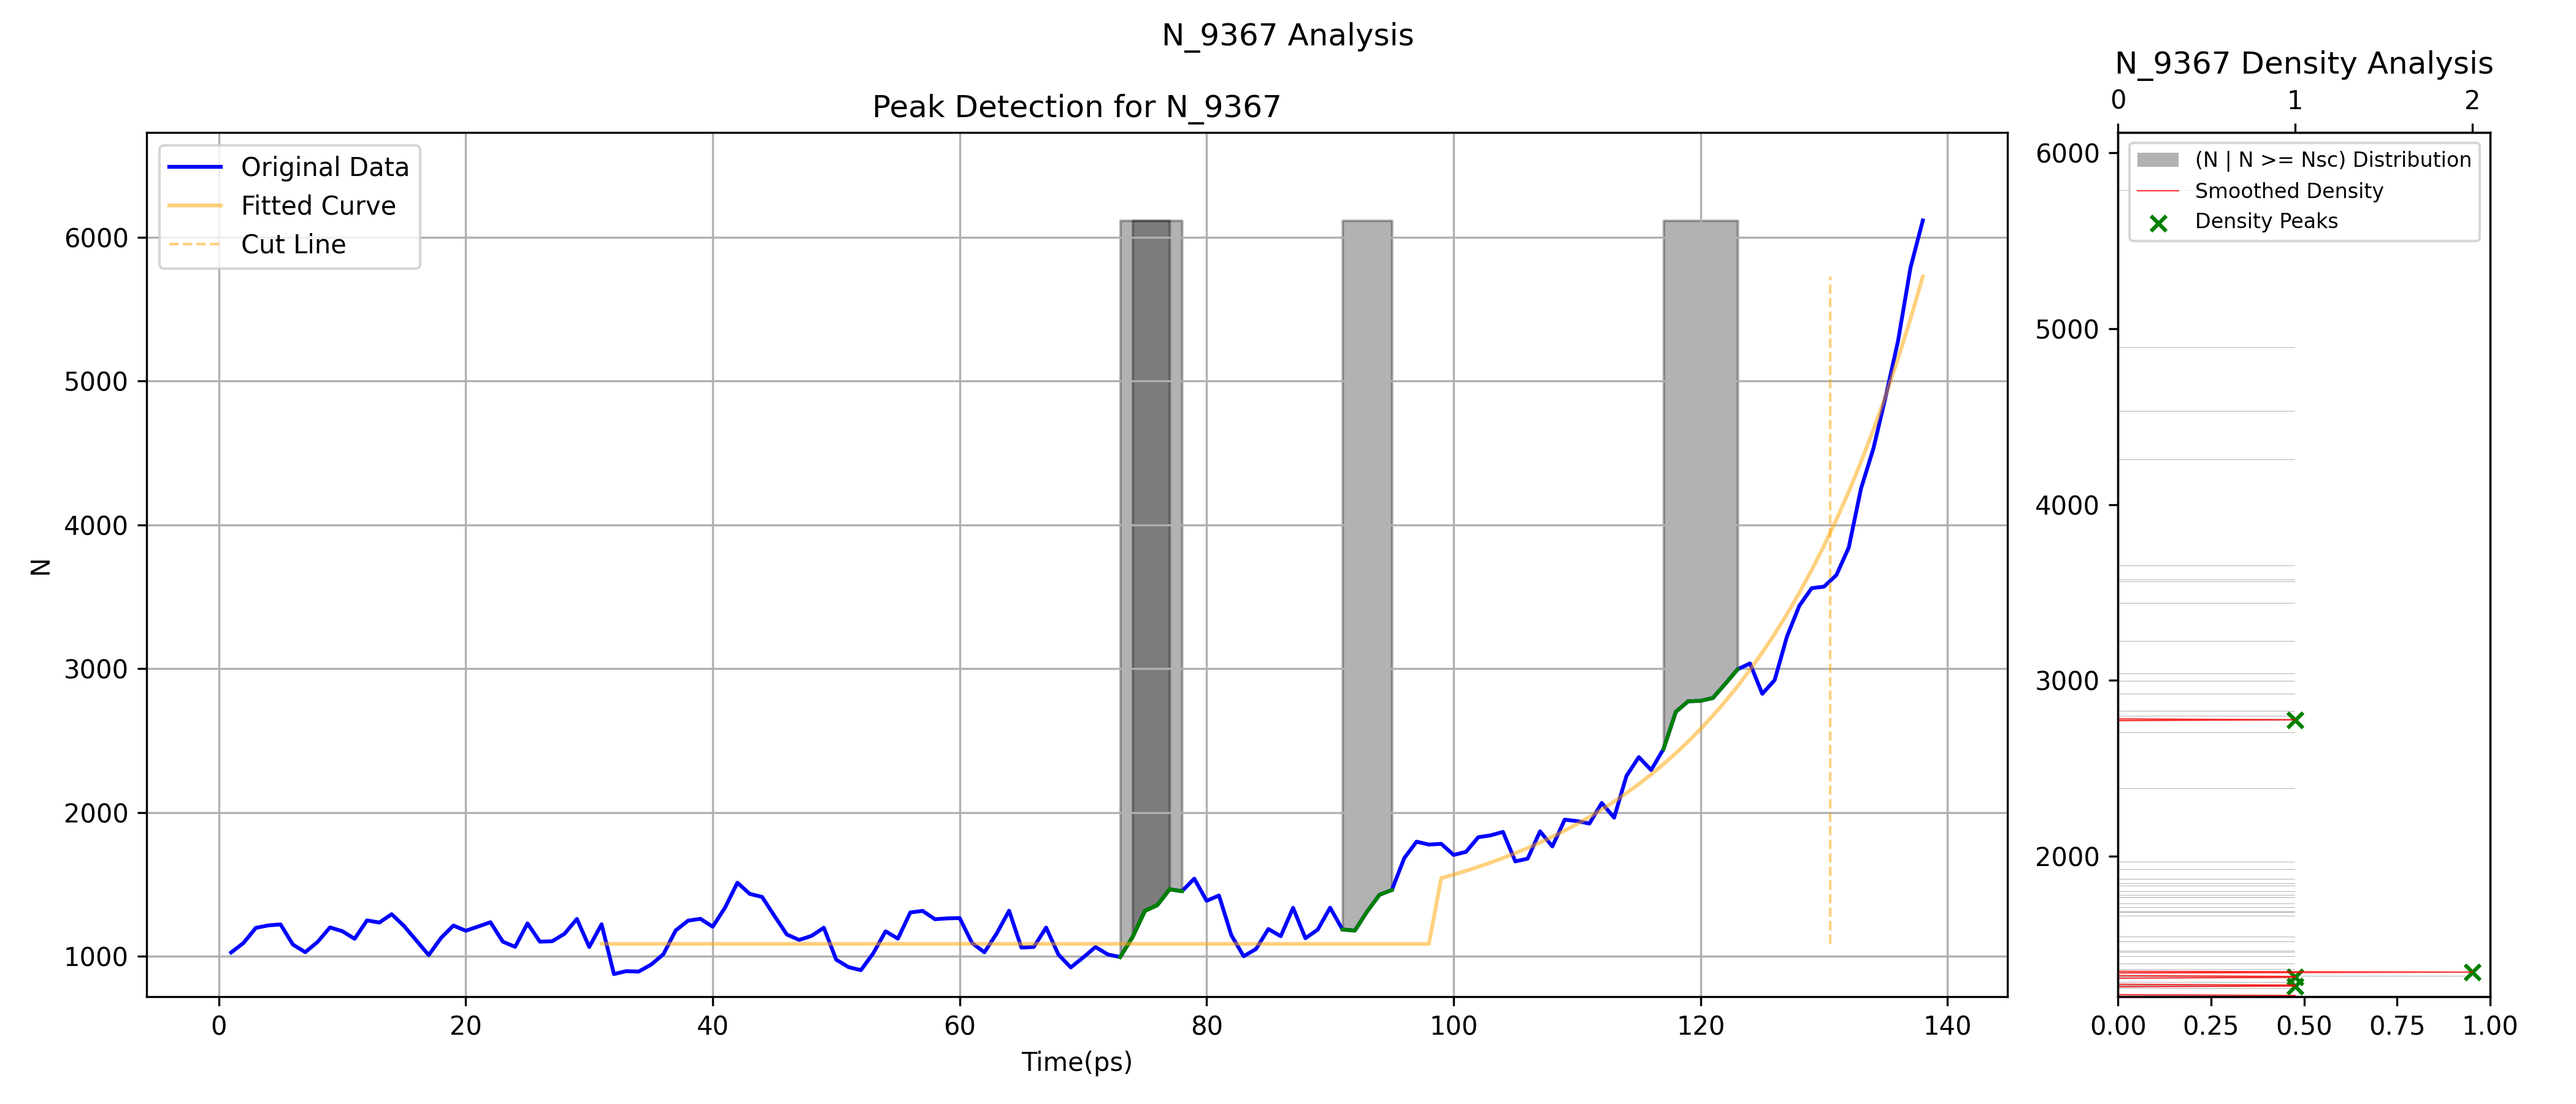 N_9367 Analysis
Peak Detection for N_9367
Original Data
Fitted Curve
Cut Line
6000
5000
4000
3000
2000
1000
N
0 20 40 60 80 100 120 140
Time(ps)
N_9367 Density Analysis
0 1 2
(N | N >= Nsc) Distribution
Smoothed Density
Density Peaks
6000
5000
4000
3000
2000
0.00 0.25 0.50 0.75 1.00